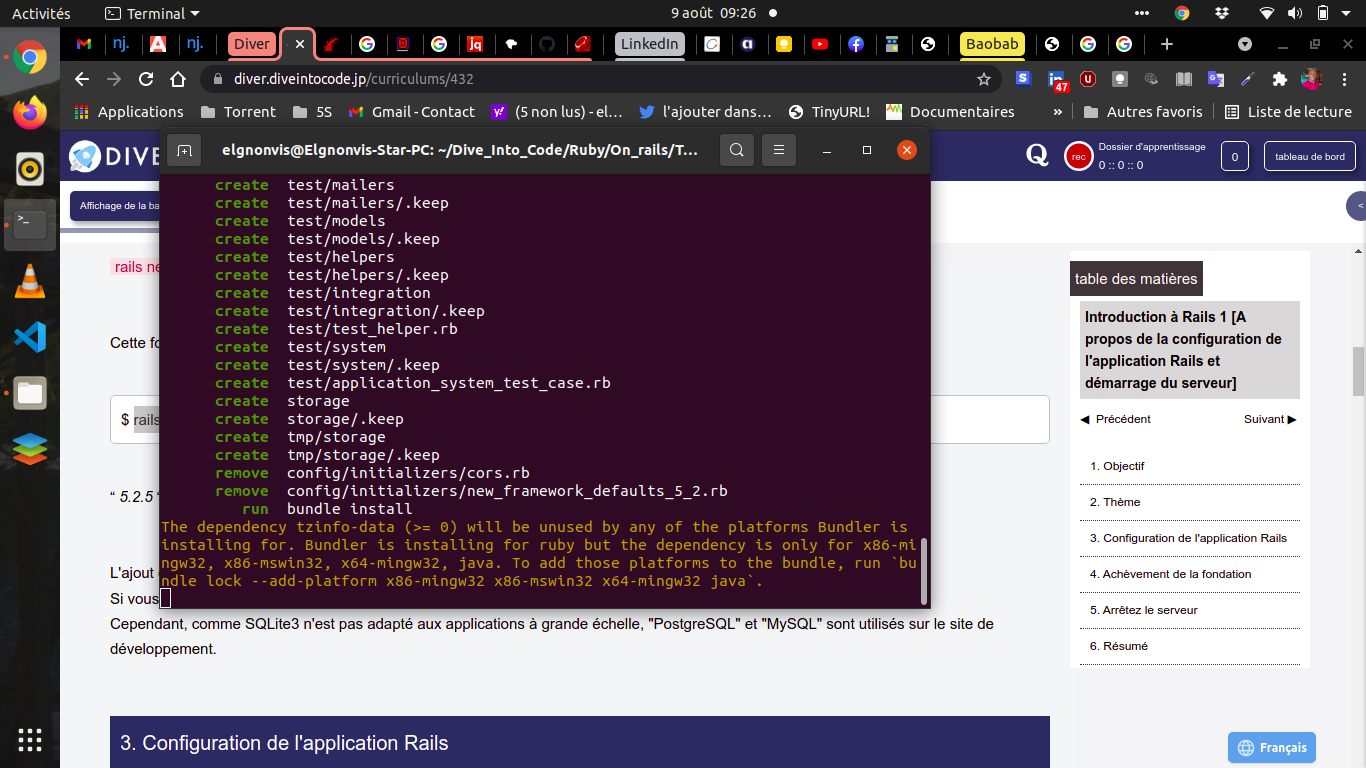 Activités
Terminal
9 août 09:26
nj.
nj.
Diver
LinkedIn
Baobab
diver.diveintocode.jp/curriculums/432
47
Applications
Torrent
5S
Gmail - Contact
(5 non lus) - el…
l'ajouter dans…
TinyURL!
Documentaires
»
Autres favoris
Liste de lecture
DIVE
elgnonvis@Elgnonvis-Star-PC: ~/Dive_Into_Code/Ruby/On_rails/T...
Q
rec
Dossier d'apprentissage
0 :: 0 :: 0
0
tableau de bord
Affichage de la ba
<
create test/mailers
create test/mailers/.keep
create test/models
create test/models/.keep
create test/helpers
create test/helpers/.keep
create test/integration
create test/integration/.keep
create test/test_helper.rb
create test/system
create test/system/.keep
create test/application_system_test_case.rb
create storage
create storage/.keep
create tmp/storage
create tmp/storage/.keep
remove config/initializers/cors.rb
remove config/initializers/new_framework_defaults_5_2.rb
run bundle install
The dependency tzinfo-data (>= 0) will be unused by any of the platforms Bundler is
installing for. Bundler is installing for ruby but the dependency is only for x86-mi
ngw32, x86-mswin32, x64-mingw32, java. To add those platforms to the bundle, run `bu
ndle lock --add-platform x86-mingw32 x86-mswin32 x64-mingw32 java`.
rails ne
Cette fo
$ rails
“ 5.2.5 “
L'ajout
Si vous
Cependant, comme SQLite3 n'est pas adapté aux applications à grande échelle, "PostgreSQL" et "MySQL" sont utilisés sur le site de
développement.
3. Configuration de l'application Rails
table des matières
Introduction à Rails 1 [A
propos de la configuration de
l'application Rails et
démarrage du serveur]
◀ Précédent
Suivant ▶
1. Objectif
2. Thème
3. Configuration de l'application Rails
4. Achèvement de la fondation
5. Arrêtez le serveur
6. Résumé
Français